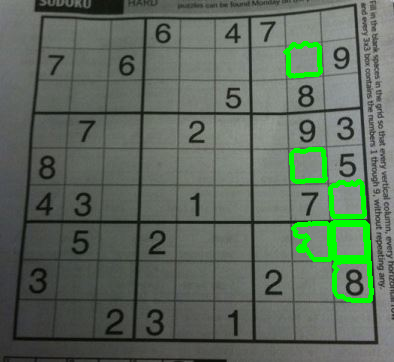 SUDOKU HARD puzzles can be found Monday on the
6 4 7
7 6 9
5 8
7 2 9 3
8 5
4 3 1 7
5 2
3 2 8
2 3 1
Fill in the blank spaces in the grid so that every vertical column, every horizontal row
and every 3x3 box contains the numbers 1 through 9, without repeating any.